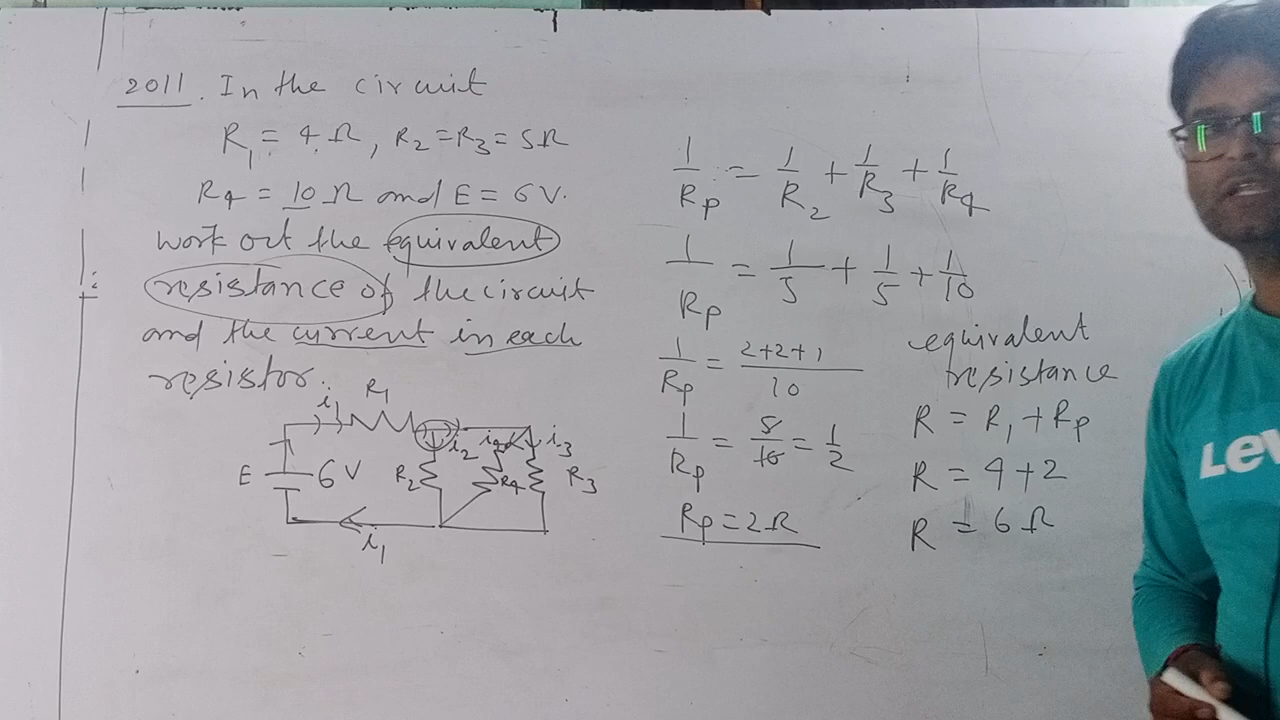 2011. In the circuit
R₁ = 4 Ω, R₂ = R₃ = 5Ω
R₄ = 10 Ω and E = 6 V.
work out the equivalent
resistance of the circuit
and the current in each
resistor.
i₁ R₁
i₂ i₄ i₃
E 6 V R₂ R₄ R₃
i₁
1/Rp = 1/R₂ + 1/R₃ + 1/R₄
1/Rp = 1/5 + 1/5 + 1/10
1/Rp = 2+2+1/10
1/Rp = 5/10 = 1/2
Rp = 2Ω
equivalent
resistance
R = R₁ + Rp
R = 4+2
R = 6 Ω
Lev